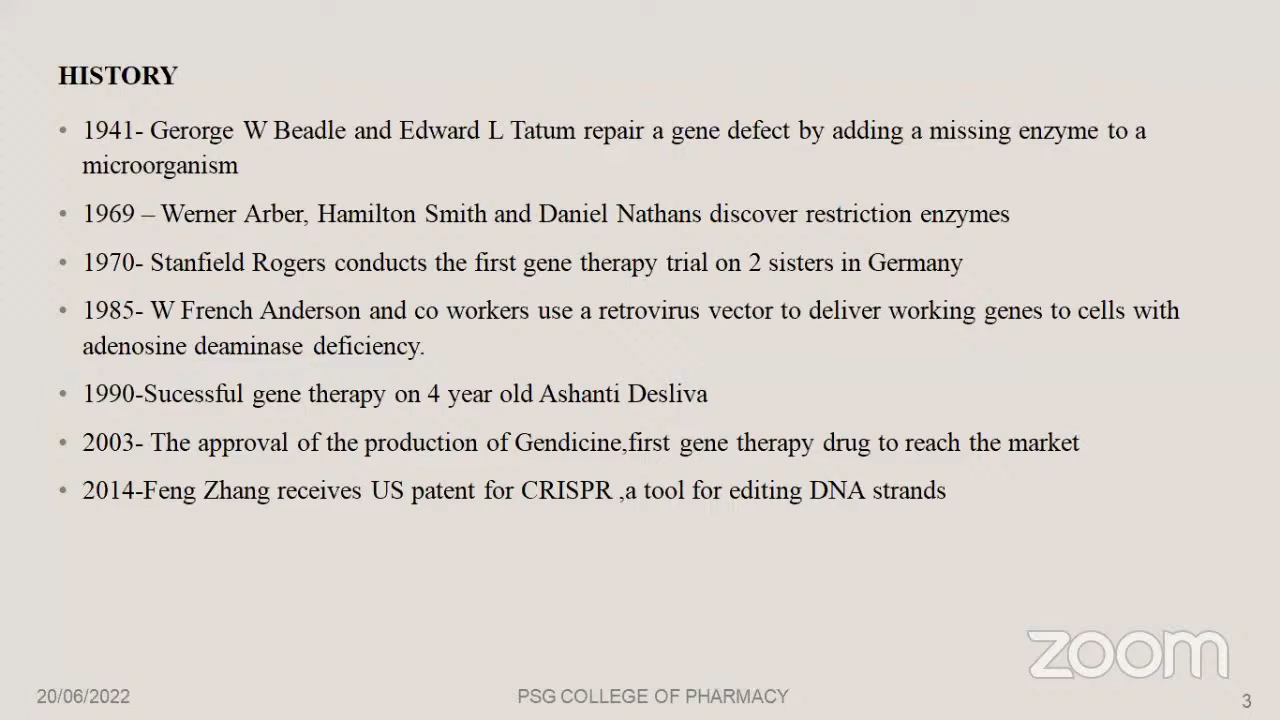 HISTORY
• 1941- Gerorge W Beadle and Edward L Tatum repair a gene defect by adding a missing enzyme to a
microorganism
• 1969 – Werner Arber, Hamilton Smith and Daniel Nathans discover restriction enzymes
• 1970- Stanfield Rogers conducts the first gene therapy trial on 2 sisters in Germany
• 1985- W French Anderson and co workers use a retrovirus vector to deliver working genes to cells with
adenosine deaminase deficiency.
• 1990-Sucessful gene therapy on 4 year old Ashanti Desliva
• 2003- The approval of the production of Gendicine,first gene therapy drug to reach the market
• 2014-Feng Zhang receives US patent for CRISPR ,a tool for editing DNA strands
zoom
20/06/2022 PSG COLLEGE OF PHARMACY 3